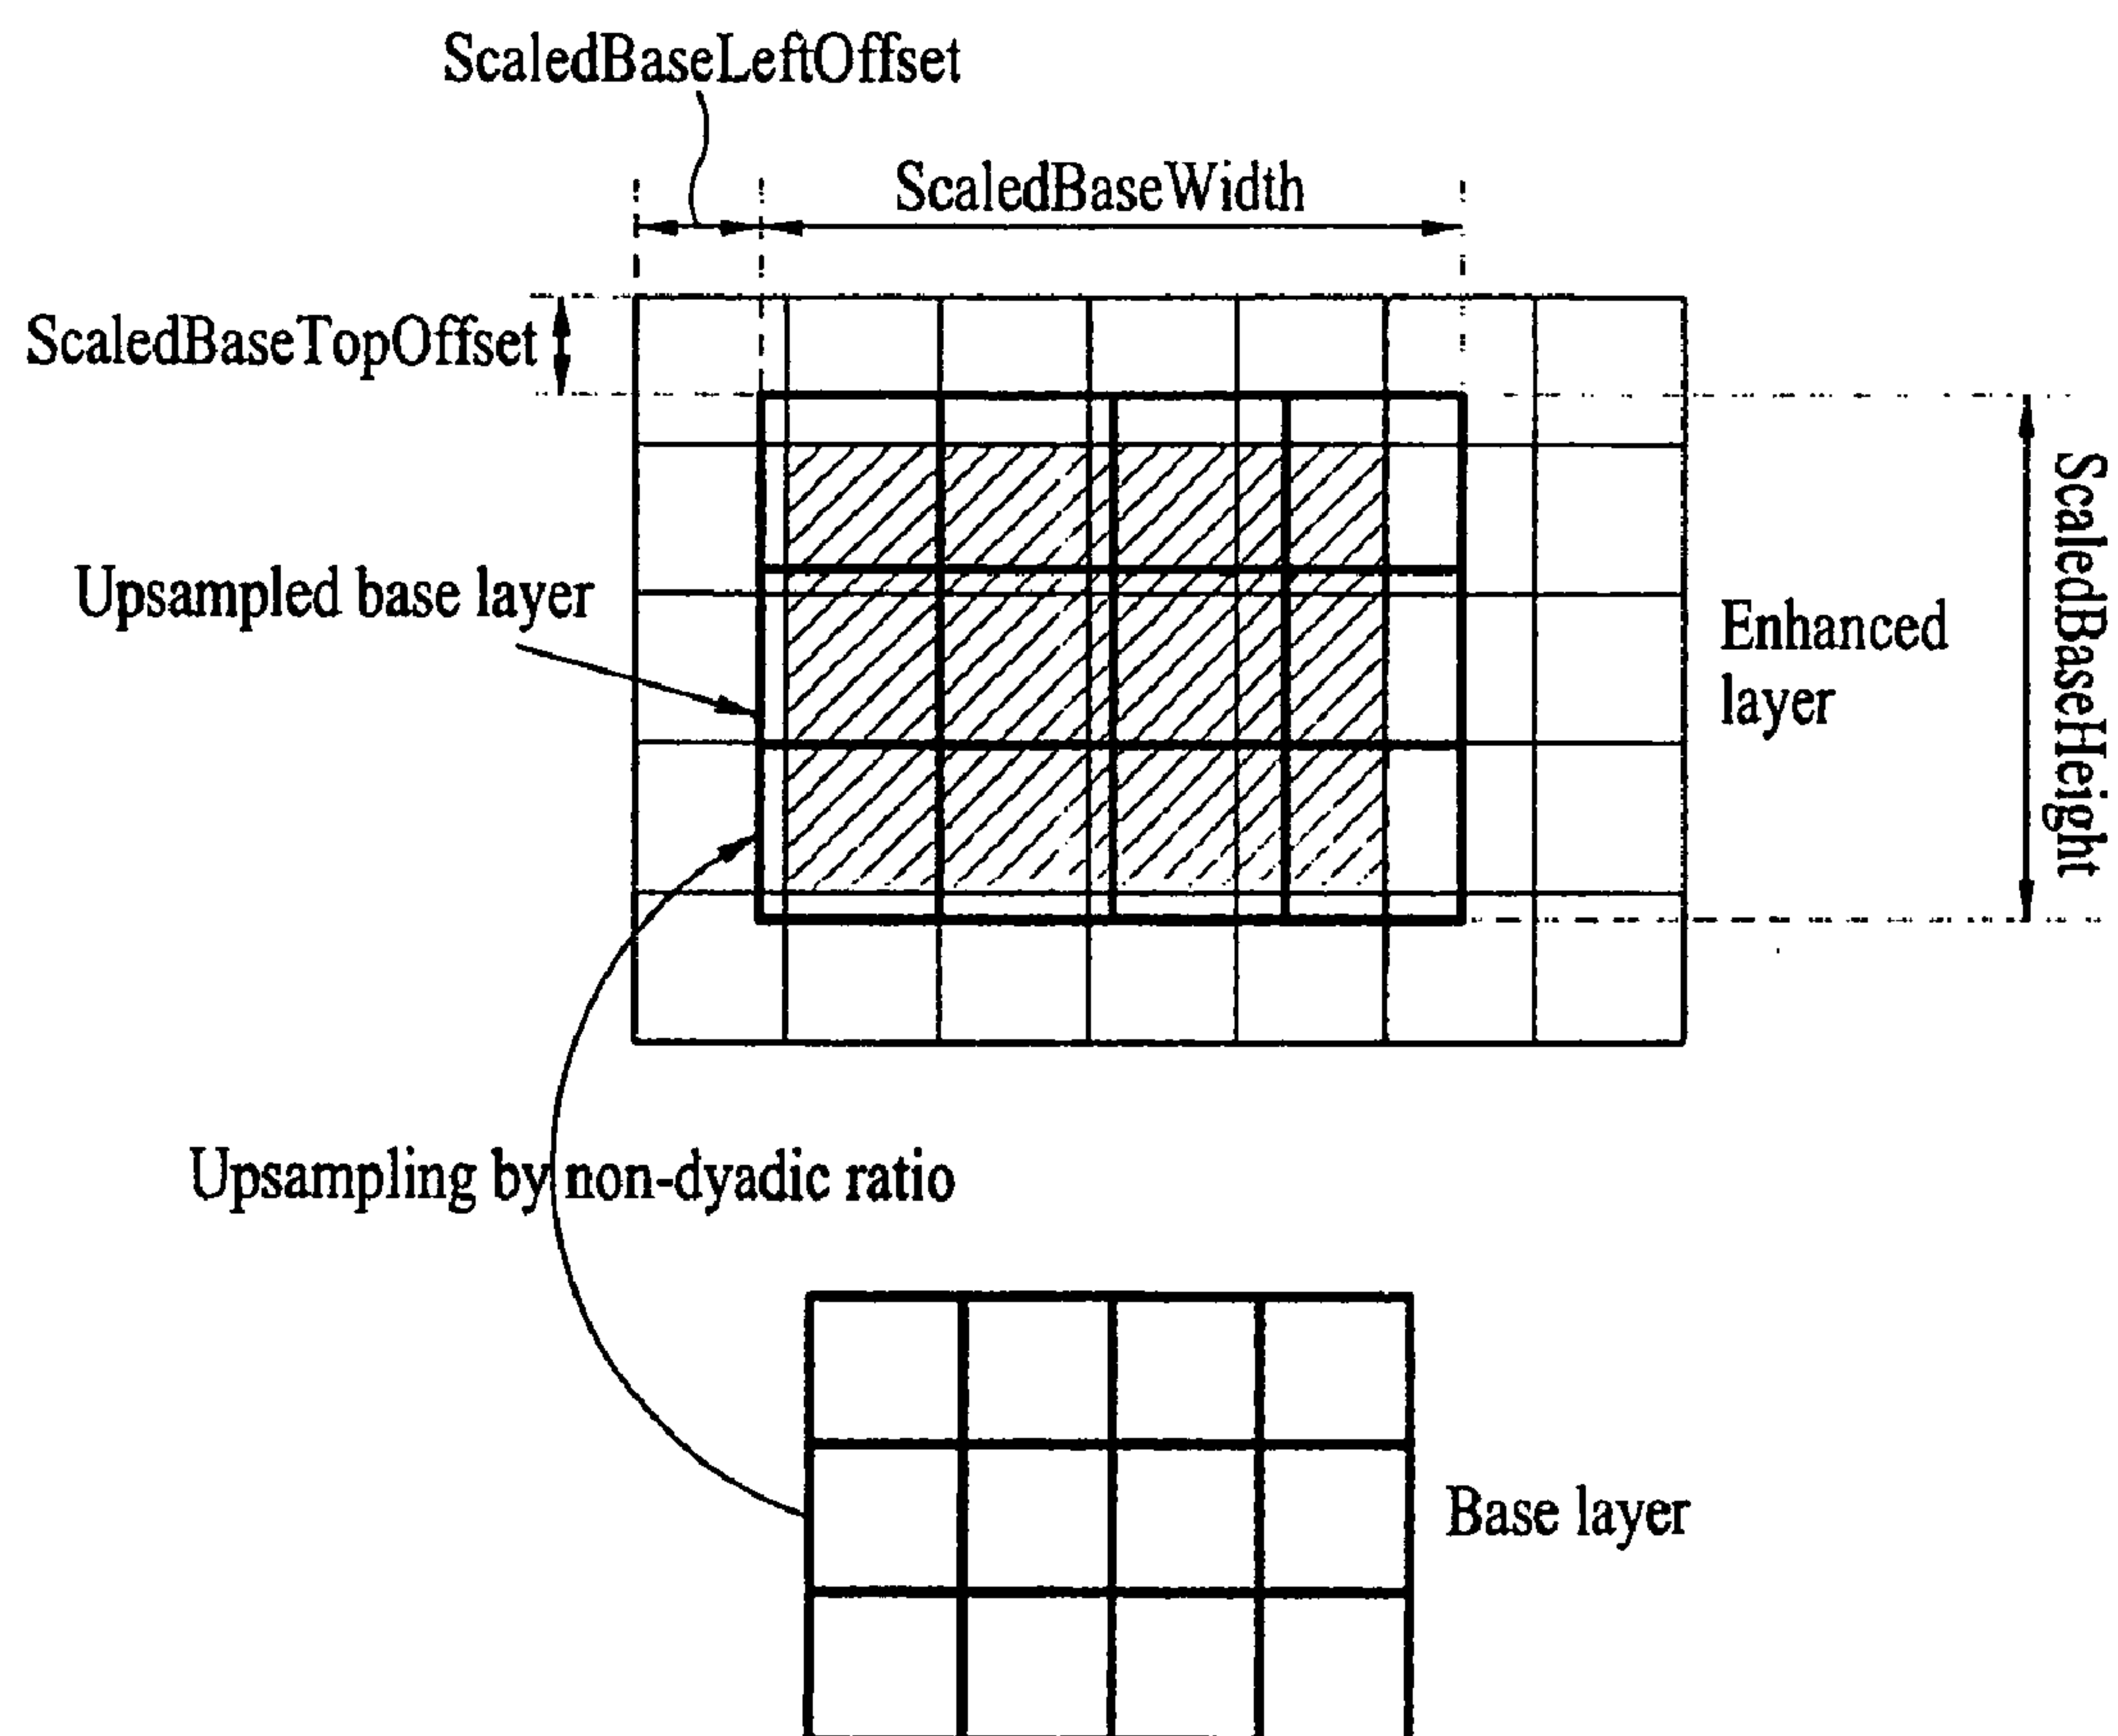 ScaledBaseLeftOffset
ScaledBaseWidth
ScaledBaseTopOffset
Upsampled base layer
Enhanced
layer
ScaledBaseHeight
Upsampling by non-dyadic ratio
Base layer